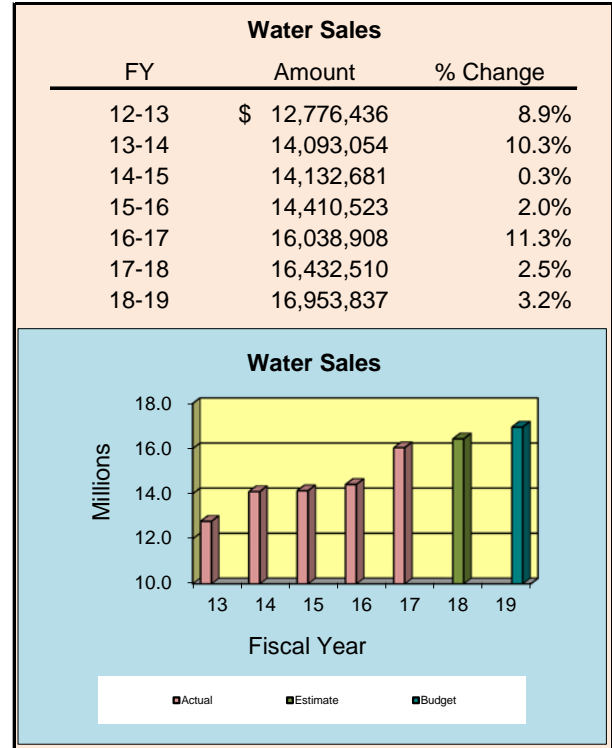 Water Sales
FY Amount % Change
12-13 $ 12,776,436 8.9%
13-14 14,093,054 10.3%
14-15 14,132,681 0.3%
15-16 14,410,523 2.0%
16-17 16,038,908 11.3%
17-18 16,432,510 2.5%
18-19 16,953,837 3.2%
Water Sales
18.0
16.0
14.0
12.0
10.0
Millions
13 14 15 16 17 18 19
Fiscal Year
Actual Estimate Budget